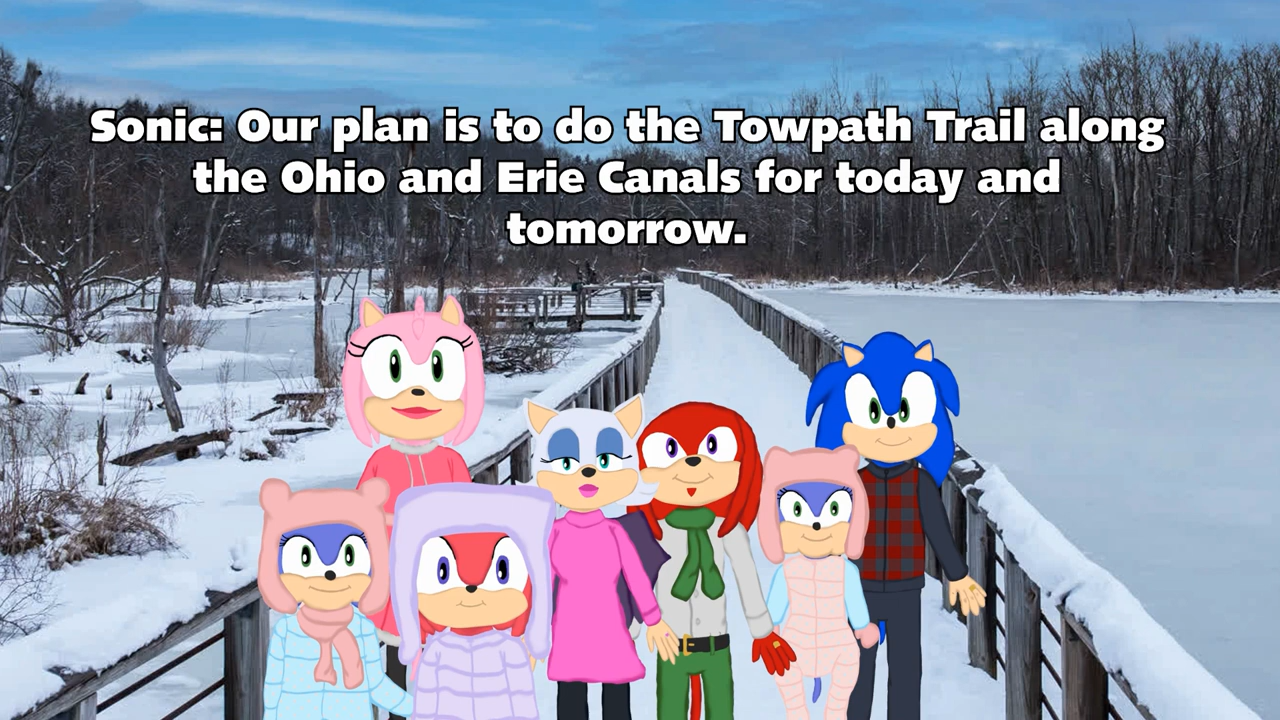 Sonic: Our plan is to do the Towpath Trail along
the Ohio and Erie Canals for today and
tomorrow.